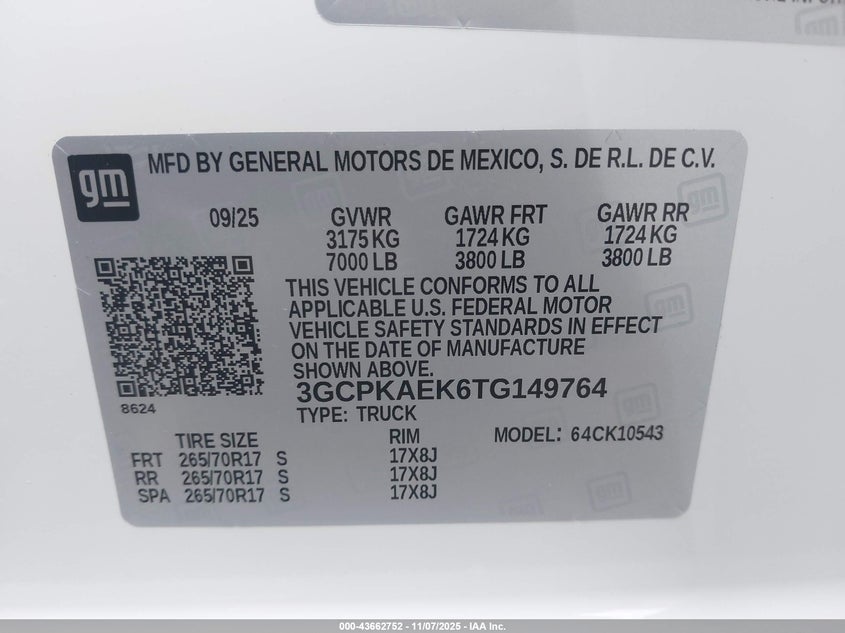 gm
MFD BY GENERAL MOTORS DE MEXICO, S. DE R.L. DE C.V.
09/25 GVWR GAWR FRT GAWR RR
3175 KG 1724 KG 1724 KG
7000 LB 3800 LB 3800 LB
THIS VEHICLE CONFORMS TO ALL
APPLICABLE U.S. FEDERAL MOTOR
VEHICLE SAFETY STANDARDS IN EFFECT
ON THE DATE OF MANUFACTURE
SHOWN ABOVE.
3GCPKAEK6TG149764
8624
TYPE: TRUCK
TIRE SIZE RIM MODEL: 64CK10543
FRT 265/70R17 S 17X8J
RR 265/70R17 S 17X8J
SPA 265/70R17 S 17X8J
000-43662752 - 11/07/2025 - IAA Inc.